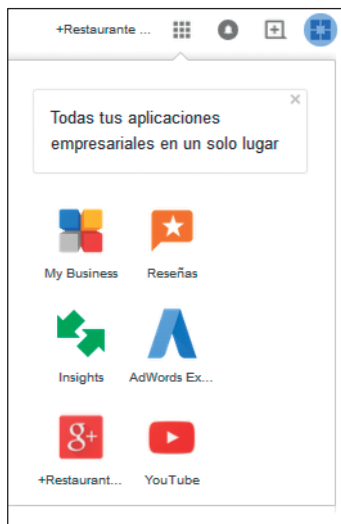 +Restaurante ...
Todas tus aplicaciones
empresariales en un solo lugar
My Business Reseñas
Insights AdWords Ex...
g+
+Restaurant... YouTube